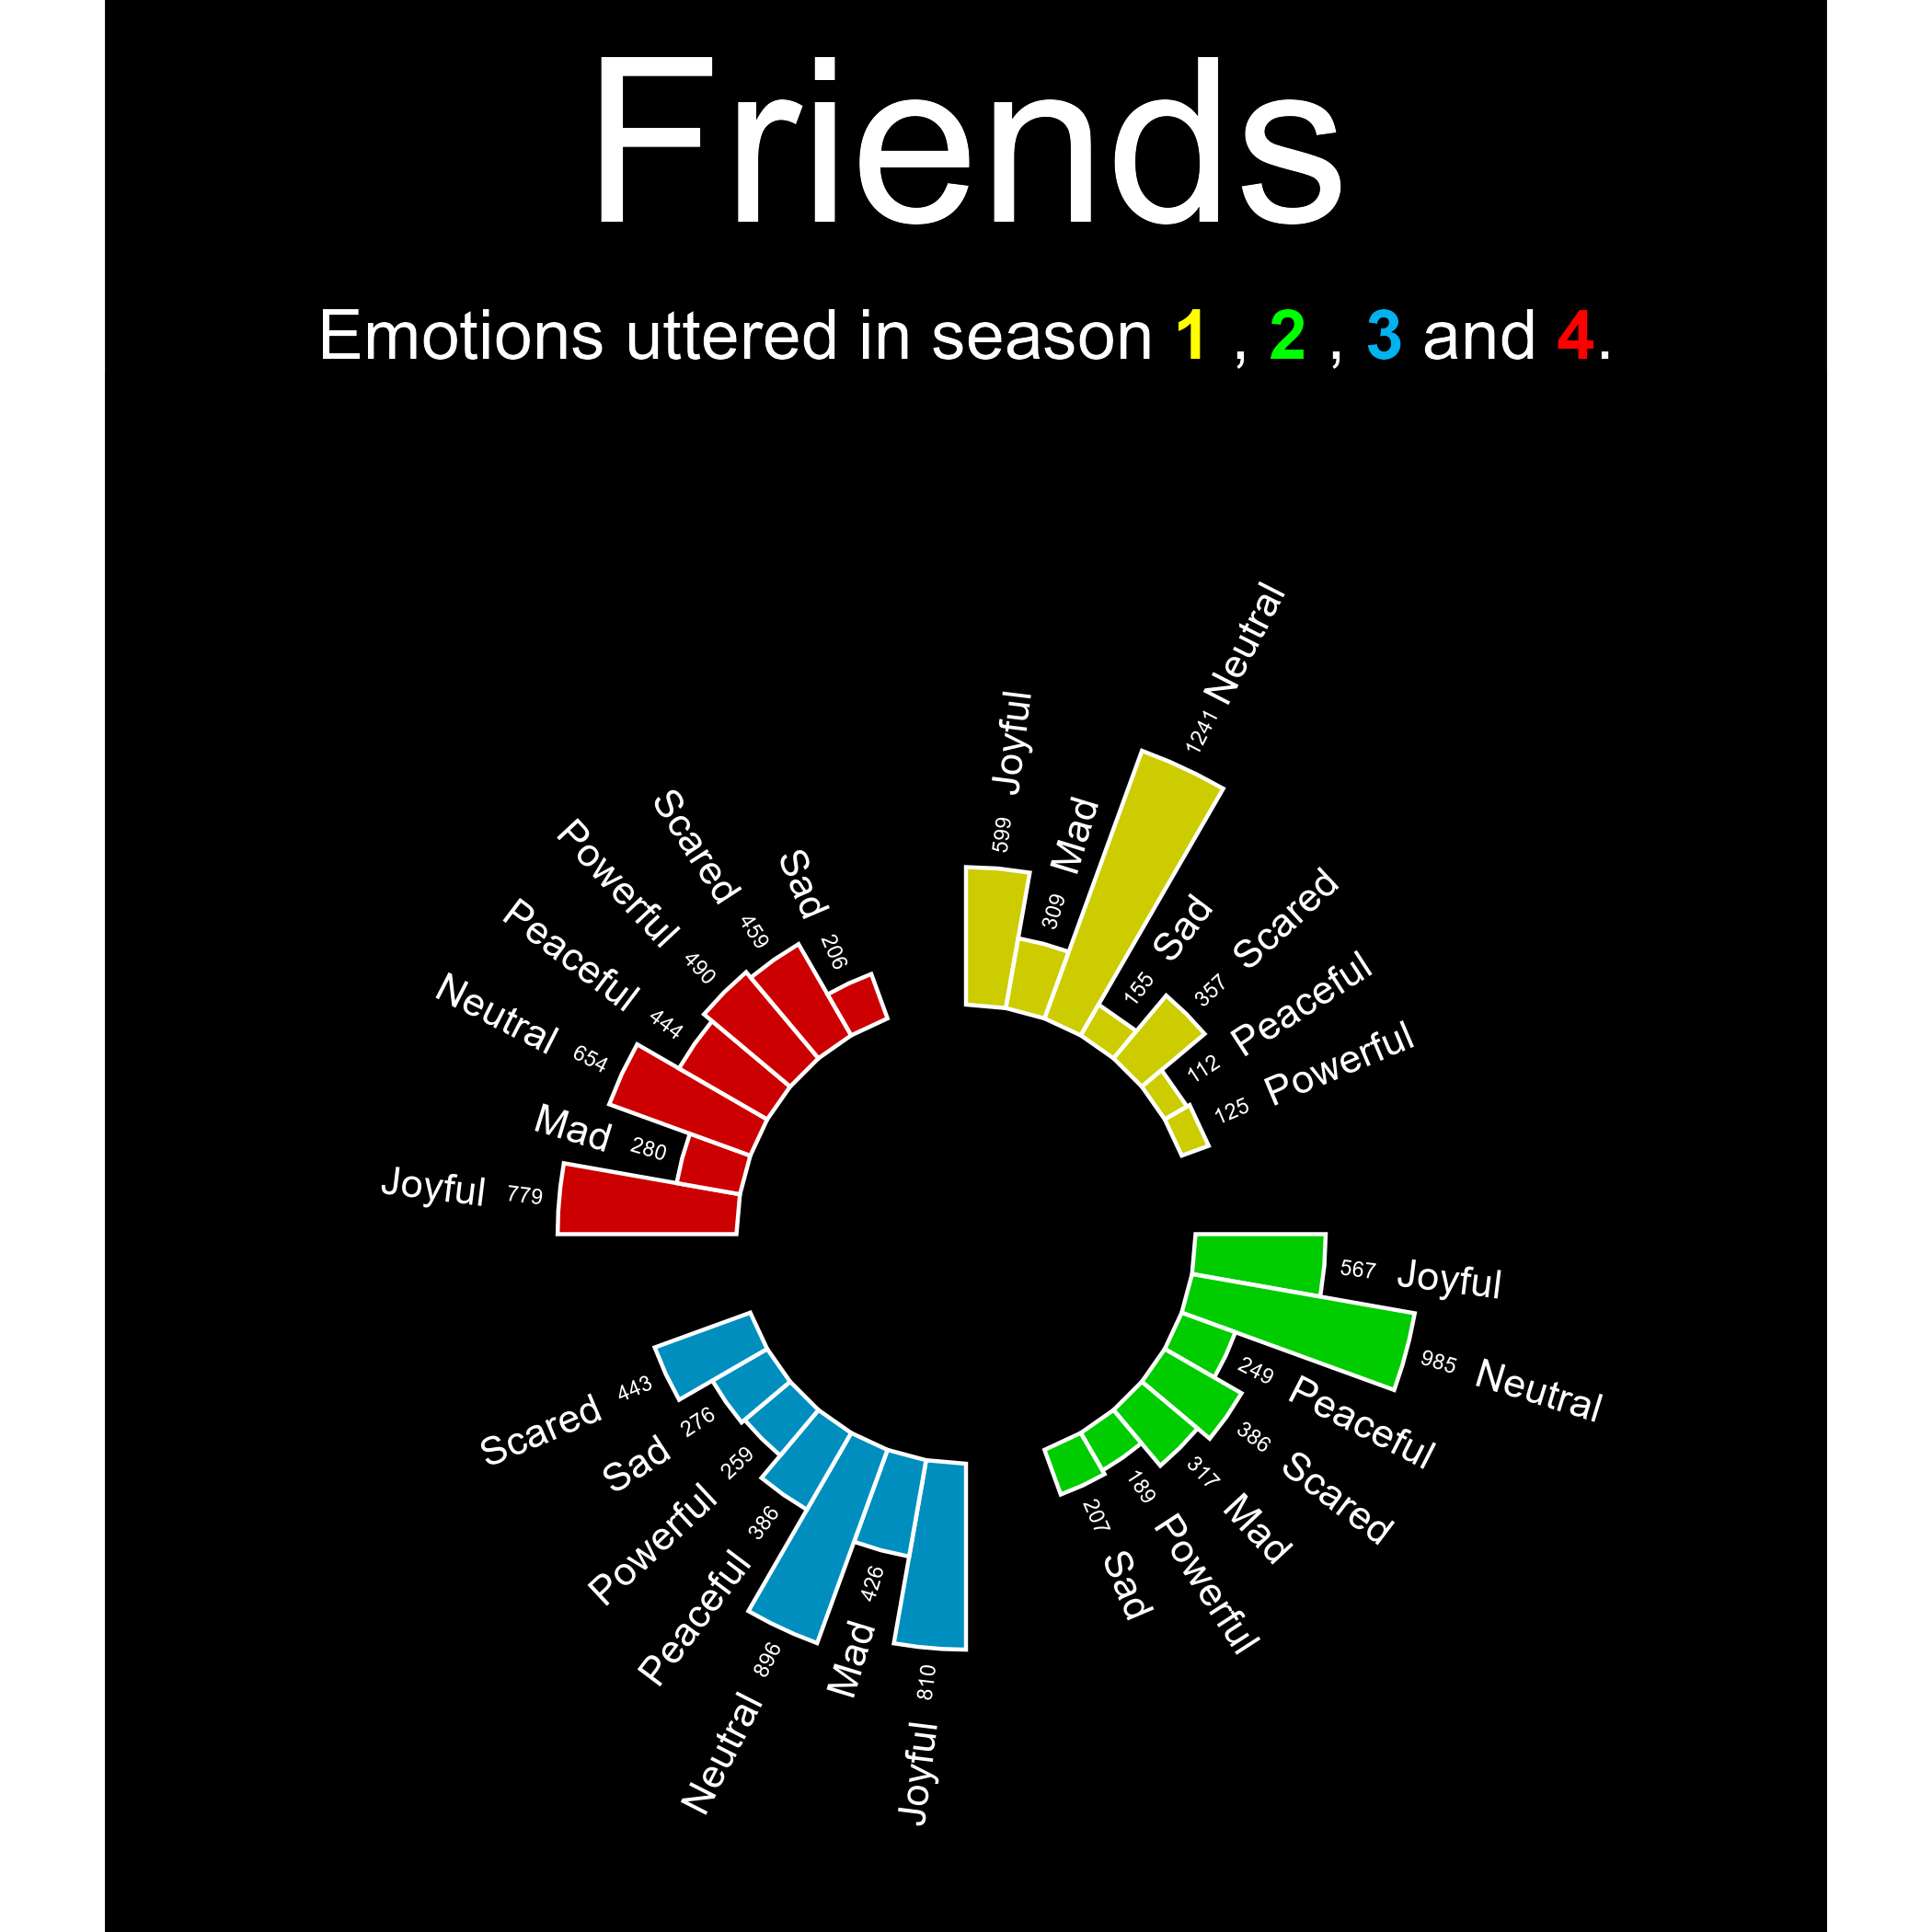 Friends
Emotions uttered in season 1 , 2 , 3 and 4.
599 Joyful
309 Mad
1241 Neutral
155 Sad
357 Scared
112 Peaceful
125 Powerful
567 Joyful
985 Neutral
249 Peaceful
386 Scared
317 Mad
189 Powerful
207 Sad
Joyful 810
Mad 426
Neutral 896
Peaceful 386
Powerful 259
Sad 276
Scared 443
Joyful 779
Mad 280
Neutral 654
Peaceful 444
Powerful 490
Scared 459
Sad 206